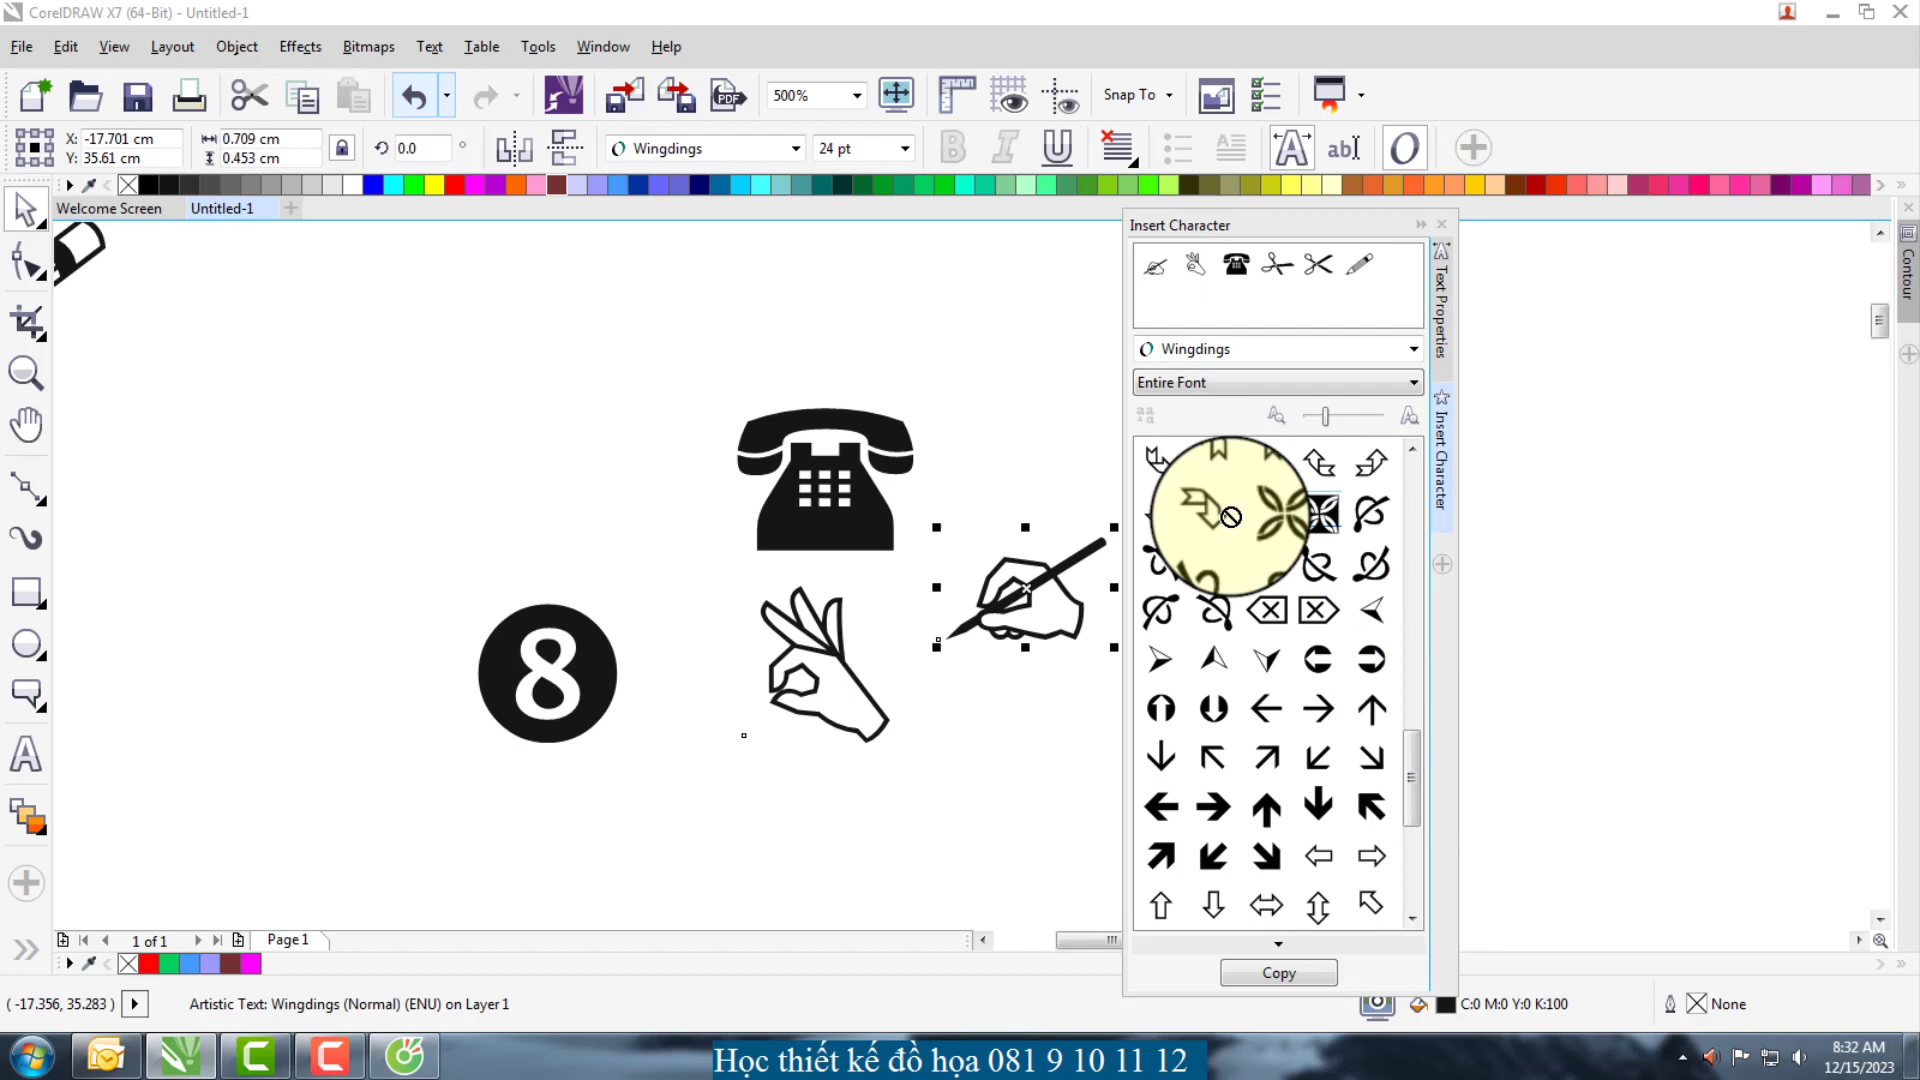 CorelDRAW X7 (64-Bit) - Untitled-1
File Edit View Layout Object Effects Bitmaps Text Table Tools Window Help
PDF 500% Snap To
X: -17.701 cm 0.709 cm 0.0 ° Wingdings 24 pt B I U ab
Y: 35.61 cm 0.453 cm
Welcome Screen Untitled-1
Insert Character
Wingdings
Entire Font
Text Properties
Insert Character
Contour
8
1 of 1 Page 1
Copy
( -17.356, 35.283 ) Artistic Text: Wingdings (Normal) (ENU) on Layer 1 C:0 M:0 Y:0 K:100 None
Học thiết kế đồ họa 081 9 10 11 12
8:32 AM
12/15/2023